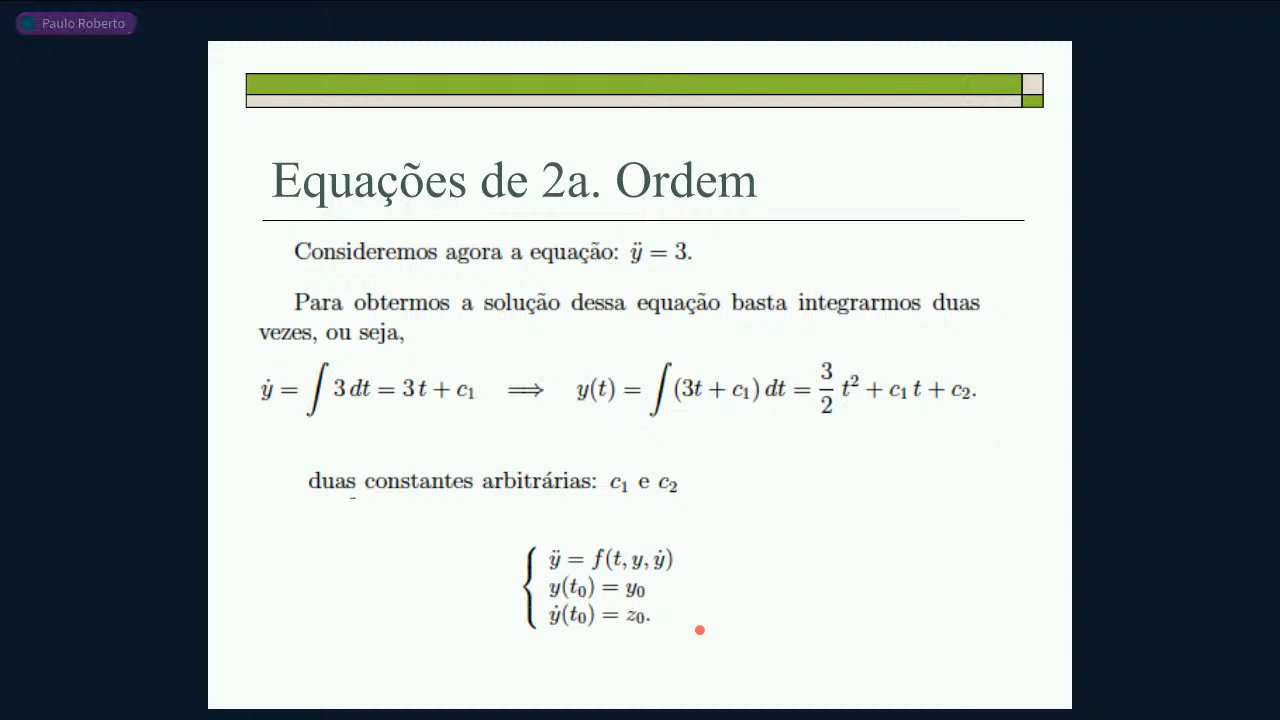 Paulo Roberto
Equações de 2a. Ordem
Consideremos agora a equação: ÿ = 3.
Para obtermos a solução dessa equação basta integrarmos duas
vezes, ou seja,
ẏ = ∫ 3 dt = 3 t + c₁ ⟹ y(t) = ∫ (3t + c₁) dt = 3/2 t² + c₁ t + c₂.
duas constantes arbitrárias: c₁ e c₂
ÿ = f(t, y, ẏ)
y(t₀) = y₀
ẏ(t₀) = z₀.